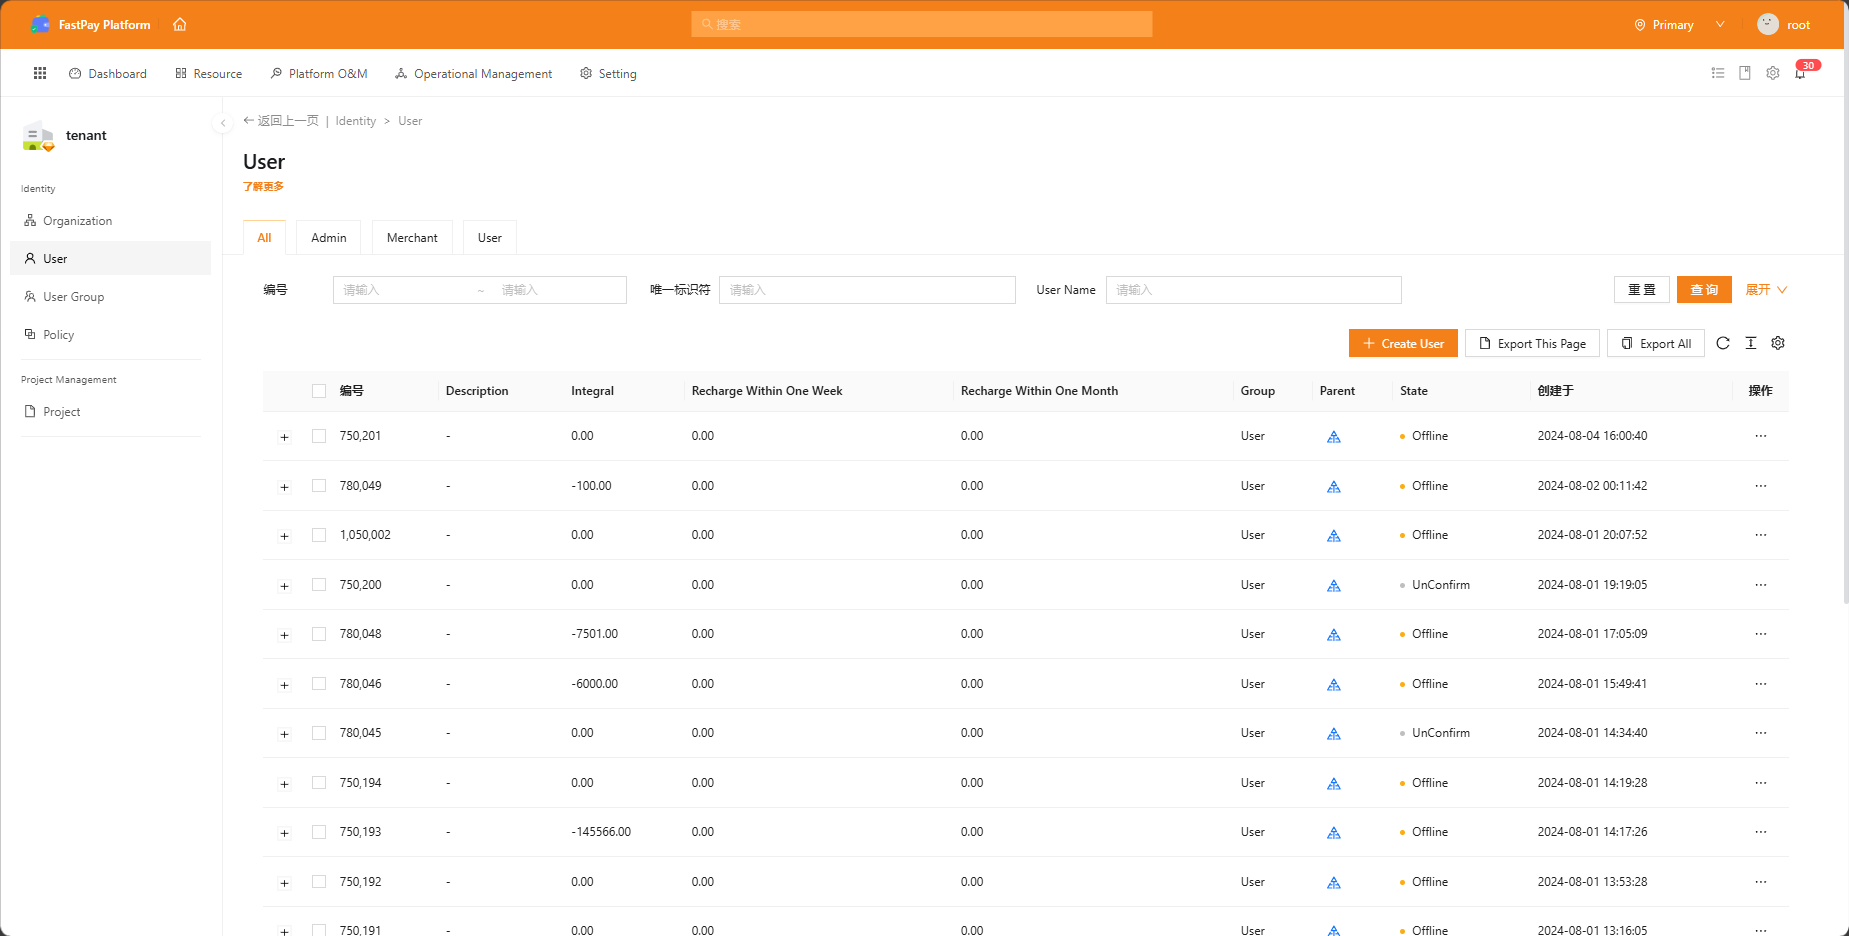 FastPay Platform 搜索 Primary root
Dashboard Resource Platform O&M Operational Management Setting 30
tenant
Identity
Organization
User
User Group
Policy
Project Management
Project
返回上一页 | Identity > User
User
了解更多
All Admin Merchant User
编号 请输入 ~ 请输入 唯一标识符 请输入 User Name 请输入 重 置 查 询 展开
Create User Export This Page Export All
编号 Description Integral Recharge Within One Week Recharge Within One Month Group Parent State 创建于 操作
+ 750,201 - 0.00 0.00 0.00 User Offline 2024-08-04 16:00:40 ···
+ 780,049 - -100.00 0.00 0.00 User Offline 2024-08-02 00:11:42 ···
+ 1,050,002 - 0.00 0.00 0.00 User Offline 2024-08-01 20:07:52 ···
+ 750,200 - 0.00 0.00 0.00 User UnConfirm 2024-08-01 19:19:05 ···
+ 780,048 - -7501.00 0.00 0.00 User Offline 2024-08-01 17:05:09 ···
+ 780,046 - -6000.00 0.00 0.00 User Offline 2024-08-01 15:49:41 ···
+ 780,045 - 0.00 0.00 0.00 User UnConfirm 2024-08-01 14:34:40 ···
+ 750,194 - 0.00 0.00 0.00 User Offline 2024-08-01 14:19:28 ···
+ 750,193 - -145566.00 0.00 0.00 User Offline 2024-08-01 14:17:26 ···
+ 750,192 - 0.00 0.00 0.00 User Offline 2024-08-01 13:53:28 ···
+ 750,191 - 0.00 0.00 0.00 User Offline 2024-08-01 13:16:05 ···